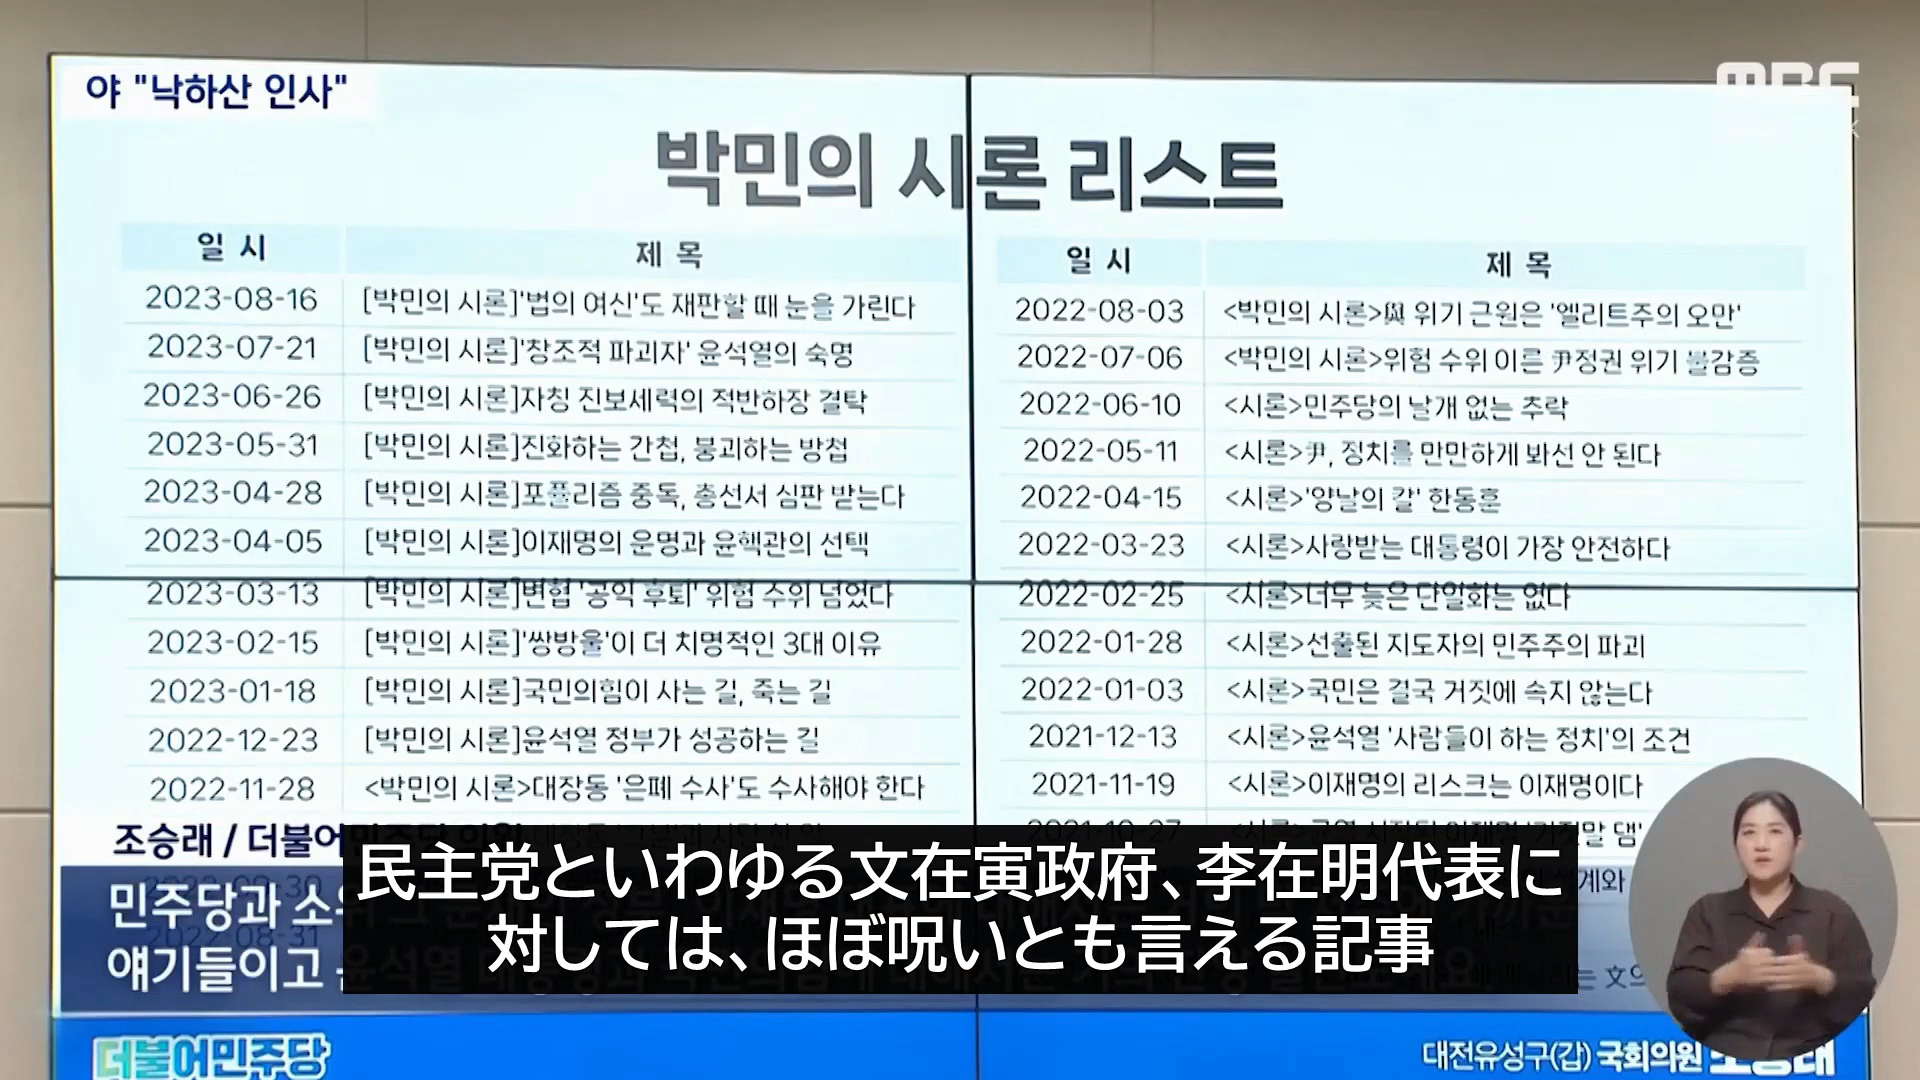 야 "낙하산 인사"
MBC
박민의 시론 리스트
일 시 제 목
2023-08-16 [박민의 시론]'법의 여신'도 재판할 때 눈을 가린다
2023-07-21 [박민의 시론]'창조적 파괴자' 윤석열의 숙명
2023-06-26 [박민의 시론]자칭 진보세력의 적반하장 결탁
2023-05-31 [박민의 시론]진화하는 간첩, 붕괴하는 방첩
2023-04-28 [박민의 시론]포퓰리즘 중독, 총선서 심판 받는다
2023-04-05 [박민의 시론]이재명의 운명과 윤핵관의 선택
2023-03-13 [박민의 시론]변협 '공익 후퇴' 위험 수위 넘었다
2023-02-15 [박민의 시론]'쌍방울'이 더 치명적인 3대 이유
2023-01-18 [박민의 시론]국민의힘이 사는 길, 죽는 길
2022-12-23 [박민의 시론]윤석열 정부가 성공하는 길
2022-11-28 <박민의 시론>대장동 '은폐 수사'도 수사해야 한다
일 시 제 목
2022-08-03 <박민의 시론>與 위기 근원은 '엘리트주의 오만'
2022-07-06 <박민의 시론>위험 수위 이른 尹정권 위기 불감증
2022-06-10 <시론>민주당의 날개 없는 추락
2022-05-11 <시론>尹, 정치를 만만하게 봐선 안 된다
2022-04-15 <시론>'양날의 칼' 한동훈
2022-03-23 <시론>사랑받는 대통령이 가장 안전하다
2022-02-25 <시론>너무 늦은 단일화는 없다
2022-01-28 <시론>선출된 지도자의 민주주의 파괴
2022-01-03 <시론>국민은 결국 거짓에 속지 않는다
2021-12-13 <시론>윤석열 '사람들이 하는 정치'의 조건
2021-11-19 <시론>이재명의 리스크는 이재명이다
2021-10-27
조승래 / 더불어민주당 의원
민주당과 소위
얘기들이고
民主党といわゆる文在寅政府、李在明代表に
対しては、ほぼ呪いとも言える記事
더불어민주당
대전유성구(갑) 국회의원 조승래